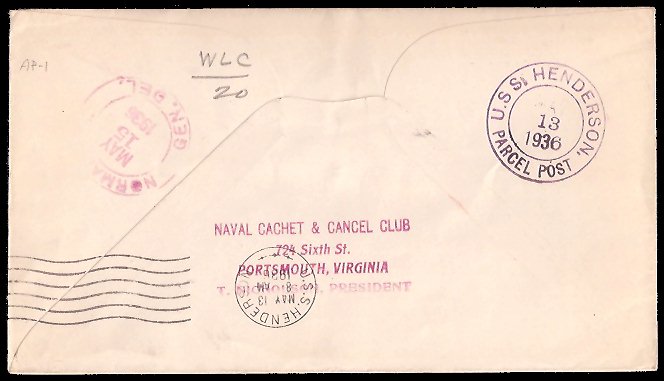 A7-1
WLC
20
GEN. DEL.
MAY
15
1936
NORMA
U.S.S. HENDERSON.
13
1936
PARCEL POST
NAVAL CACHET & CANCEL CLUB
724 Sixth St.
PORTSMOUTH, VIRGINIA
PRESIDENT
U.S.S. HENDERSON
MAY 13
8 AM